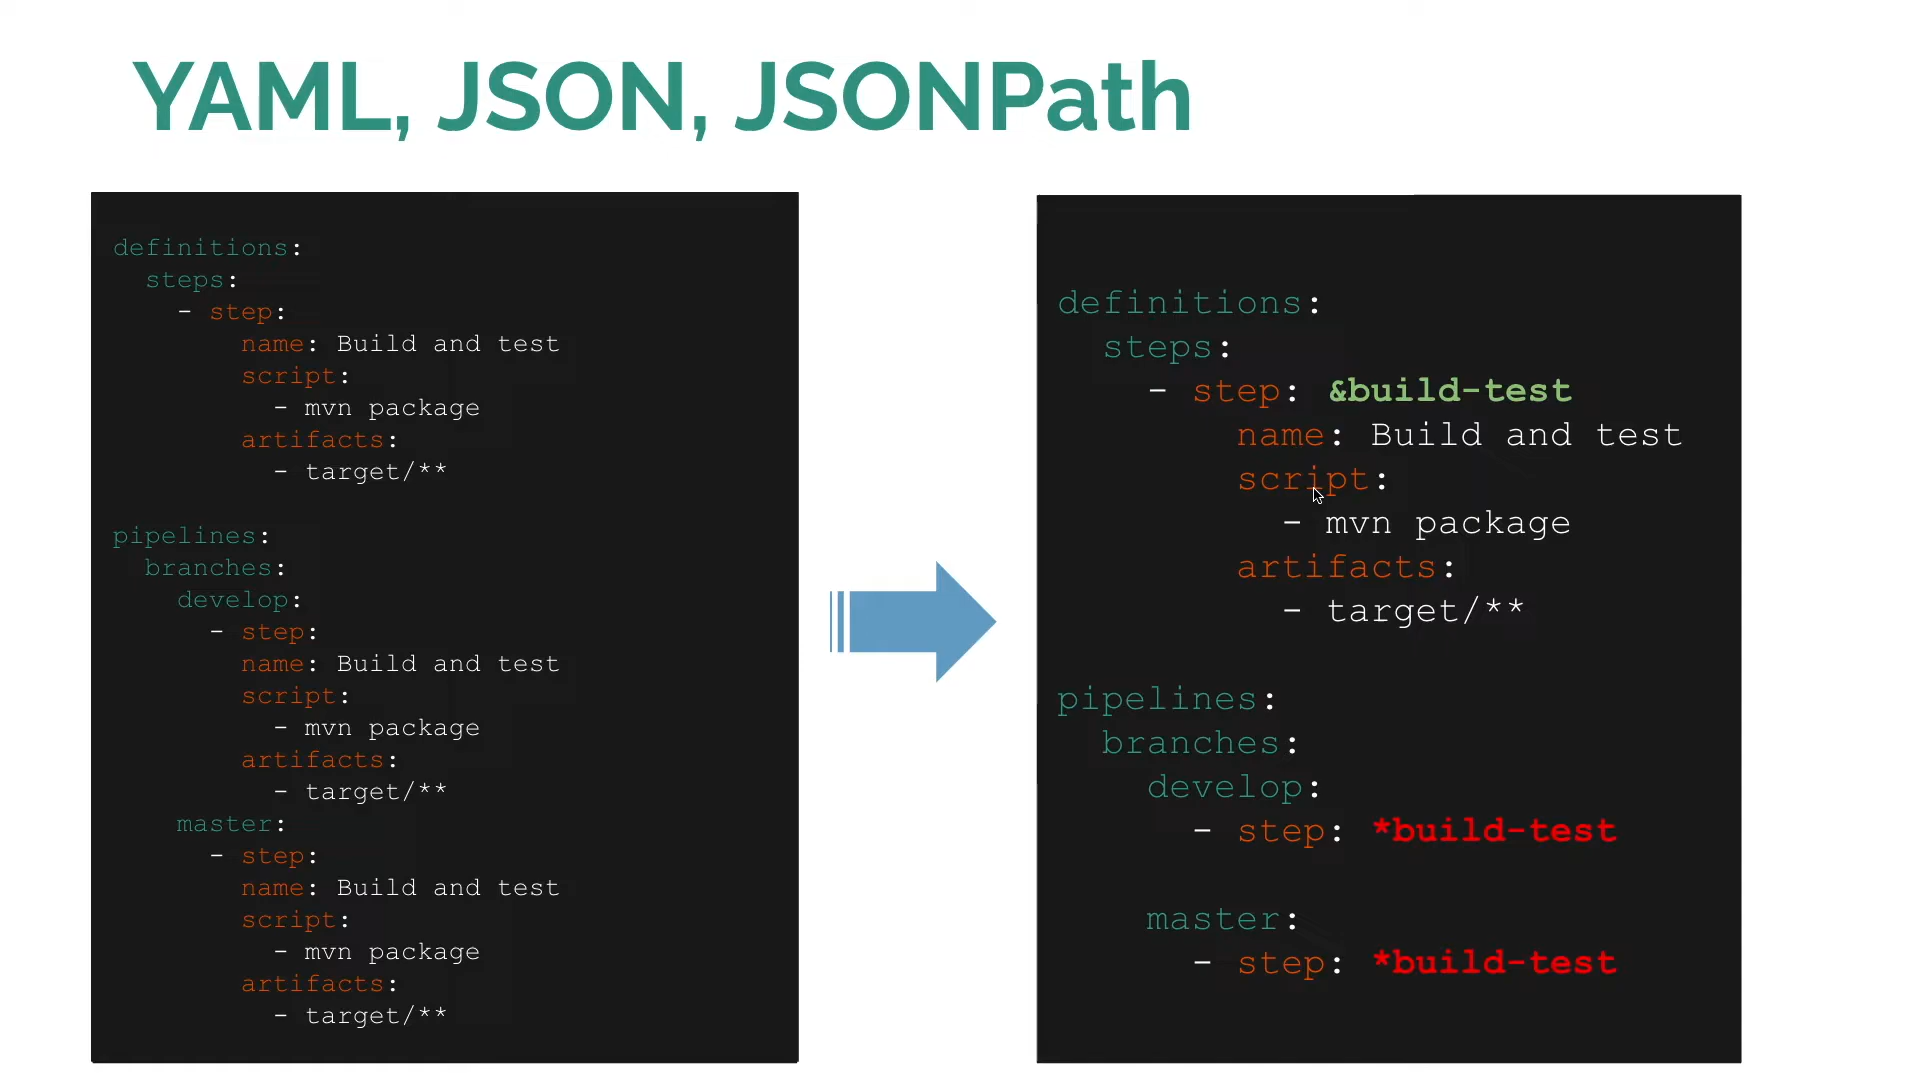 YAML, JSON, JSONPath
definitions:
  steps:
    - step:
        name: Build and test
        script:
          - mvn package
        artifacts:
          - target/**

pipelines:
  branches:
    develop:
      - step:
        name: Build and test
        script:
          - mvn package
        artifacts:
          - target/**
    master:
      - step:
        name: Build and test
        script:
          - mvn package
        artifacts:
          - target/**

definitions:
  steps:
    - step: &build-test
        name: Build and test
        script:
          - mvn package
        artifacts:
          - target/**

pipelines:
  branches:
    develop:
      - step: *build-test

    master:
      - step: *build-test